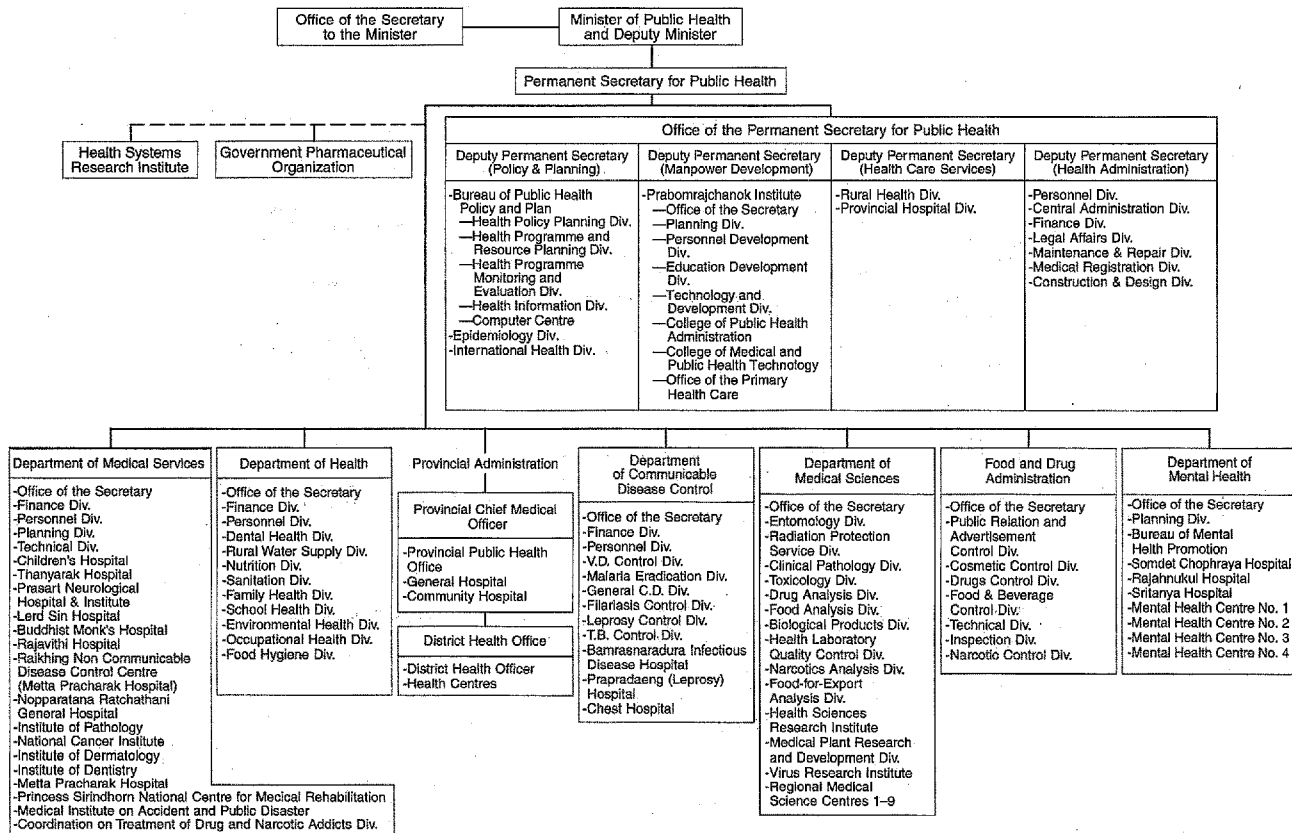 Office of the Secretary
to the Minister
Minister of Public Health
and Deputy Minister
Permanent Secretary for Public Health
Health Systems
Research Institute
Government Pharmaceutical
Organization
Office of the Permanent Secretary for Public Health
Deputy Permanent Secretary
(Policy & Planning)
-Bureau of Public Health
Policy and Plan
—Health Policy Planning Div.
—Health Programme and
Resource Planning Div.
—Health Programme
Monitoring and
Evaluation Div.
—Health Information Div.
—Computer Centre
-Epidemiology Div.
-International Health Div.
Deputy Permanent Secretary
(Manpower Development)
-Prabomrajchanok Institute
—Office of the Secretary
—Planning Div.
—Personnel Development
Div.
—Education Development
Div.
—Technology and
Development Div.
—College of Public Health
Administration
—College of Medical and
Public Health Technology
—Office of the Primary
Health Care
Deputy Permanent Secretary
(Health Care Services)
-Rural Health Div.
-Provincial Hospital Div.
Deputy Permanent Secretary
(Health Administration)
-Personnel Div.
-Central Administration Div.
-Finance Div.
-Legal Affairs Div.
-Maintenance & Repair Div.
-Medical Registration Div.
-Construction & Design Div.
Department of Medical Services
-Office of the Secretary
-Finance Div.
-Personnel Div.
-Planning Div.
-Technical Div.
-Children's Hospital
-Thanyarak Hospital
-Prasart Neurological
Hospital & Institute
-Lerd Sin Hospital
-Buddhist Monk's Hospital
-Rajavithi Hospital
-Raikhing Non Communicable
Disease Control Centre
(Metta Pracharak Hospital)
-Nopparatana Ratchathani
General Hospital
-Institute of Pathology
-National Cancer Institute
-Institute of Dermatology
-Institute of Dentistry
-Metta Pracharak Hospital
-Princess Sirindhorn National Centre for Mecical Rehabilitation
-Medical Institute on Accident and Public Disaster
-Coordination on Treatment of Drug and Narcotic Addicts Div.
Department of Health
-Office of the Secretary
-Finance Div.
-Personnel Div.
-Dental Health Div.
-Rural Water Supply Div.
-Nutrition Div.
-Sanitation Div.
-Family Health Div.
-School Health Div.
-Environmental Health Div.
-Occupational Health Div.
-Food Hygiene Div.
Provincial Administration
Provincial Chief Medical
Officer
-Provincial Public Health
Office
-General Hospital
-Community Hospital
District Health Office
-District Health Officer
-Health Centres
Department
of Communicable
Disease Control
-Office of the Secretary
-Finance Div.
-Personnel Div.
-V.D. Control Div.
-Malaria Eradication Div.
-General C.D. Div.
-Filariasis Control Div.
-Leprosy Control Div.
-T.B. Control Div.
-Bamrasnaradura Infectious
Disease Hospital
-Prapradaeng (Leprosy)
Hospital
-Chest Hospital
Department of
Medical Sciences
-Office of the Secretary
-Entomology Div.
-Radiation Protection
Service Div.
-Clinical Pathology Div.
-Toxicology Div.
-Drug Analysis Div.
-Food Analysis Div.
-Biological Products Div.
-Health Laboratory
Quality Control Div.
-Narcotics Analysis Div.
-Food-for-Export
Analysis Div.
-Health Sciences
Research Institute
-Medical Plant Research
and Development Div.
-Virus Research Institute
-Regional Medical
Science Centres 1–9
Food and Drug
Administration
-Office of the Secretary
-Public Relation and
Advertisement
Control Div.
-Cosmetic Control Div.
-Drugs Control Div.
-Food & Beverage
Control Div.
-Technical Div.
-Inspection Div.
-Narcotic Control Div.
Department of
Mental Health
-Office of the Secretary
-Planning Div.
-Bureau of Mental
Helth Promotion
-Somdet Chophraya Hospital
-Rajahnukul Hospital
-Sritanya Hospital
-Mental Health Centre No. 1
-Mental Health Centre No. 2
-Mental Health Centre No. 3
-Mental Health Centre No. 4